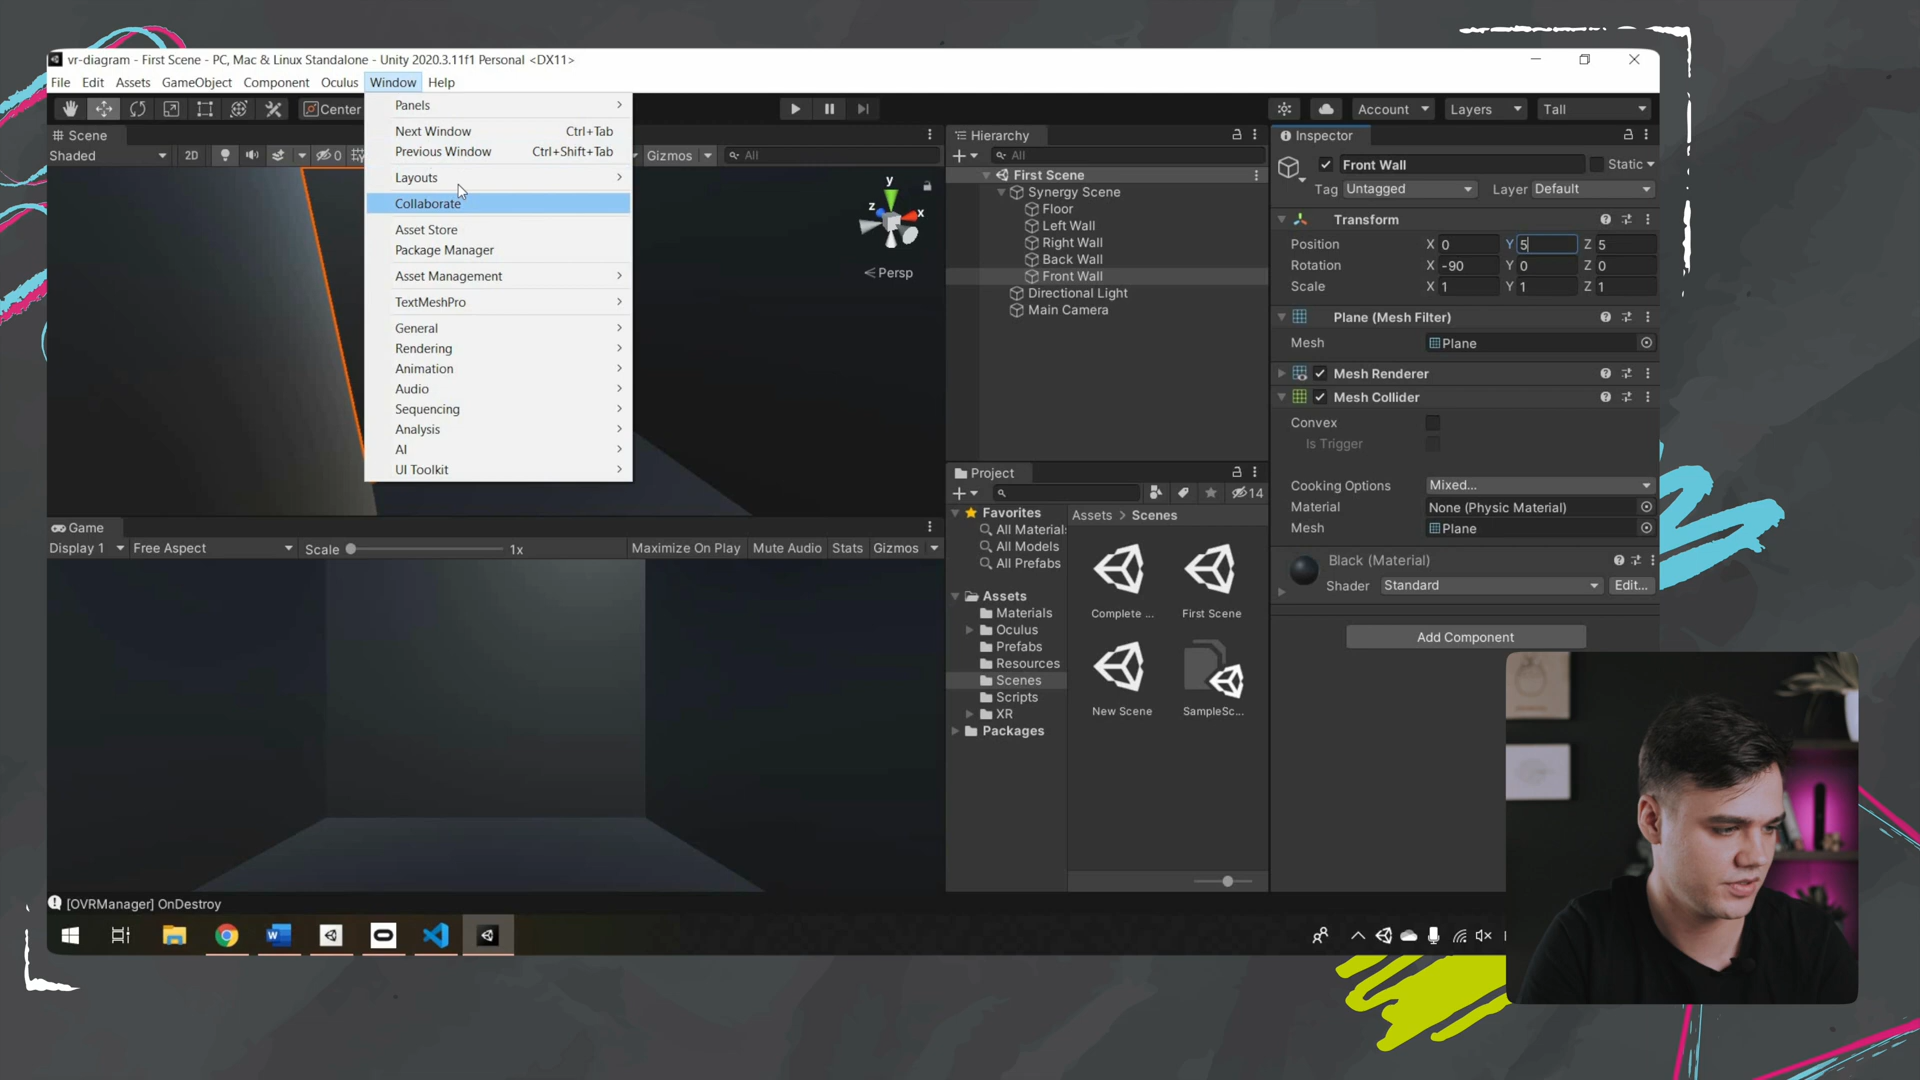 vr-diagram - First Scene - PC, Mac & Linux Standalone - Unity 2020.3.11f1 Personal <DX11>
File Edit Assets GameObject Component Oculus Window Help
Center
Account Layers Tall
Panels
Next Window Ctrl+Tab
Previous Window Ctrl+Shift+Tab
Layouts
Collaborate
Asset Store
Package Manager
Asset Management
TextMeshPro
General
Rendering
Animation
Audio
Sequencing
Analysis
AI
UI Toolkit
Scene
Shaded 2D 0 Gizmos All
y
z x
Persp
Game
Display 1 Free Aspect Scale 1x Maximize On Play Mute Audio Stats Gizmos
Hierarchy
All
First Scene
Synergy Scene
Floor
Left Wall
Right Wall
Back Wall
Front Wall
Directional Light
Main Camera
Project
14
Favorites
All Material
All Models
All Prefabs
Assets
Materials
Oculus
Prefabs
Resources
Scenes
Scripts
XR
Packages
Assets > Scenes
Complete ... First Scene
New Scene SampleSc...
Inspector
Front Wall Static
Tag Untagged Layer Default
Transform
Position X 0 Y 5 Z 5
Rotation X -90 Y 0 Z 0
Scale X 1 Y 1 Z 1
Plane (Mesh Filter)
Mesh Plane
Mesh Renderer
Mesh Collider
Convex
Is Trigger
Cooking Options Mixed...
Material None (Physic Material)
Mesh Plane
Black (Material)
Shader Standard Edit...
Add Component
[OVRManager] OnDestroy